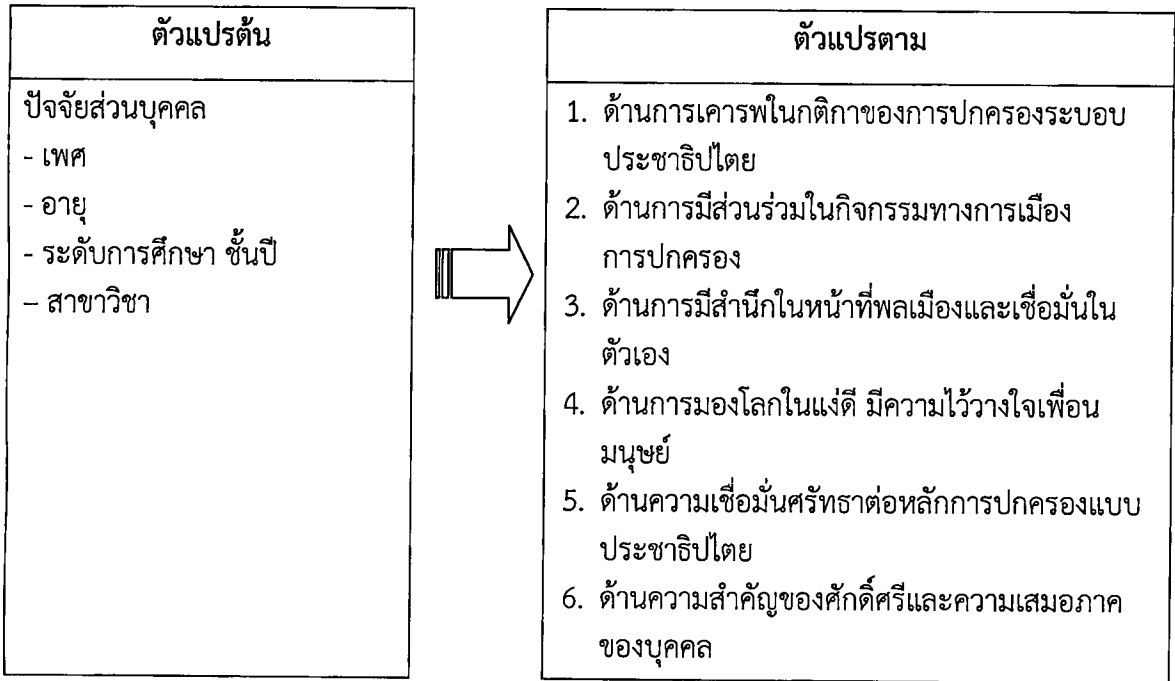 ตัวแปรต้น
ปัจจัยส่วนบุคคล
- เพศ
- อายุ
- ระดับการศึกษา ชั้นปี
– สาขาวิชา
ตัวแปรตาม
1. ด้านการเคารพในกติกาของการปกครองระบอบ
ประชาธิปไตย
2. ด้านการมีส่วนร่วมในกิจกรรมทางการเมือง
การปกครอง
3. ด้านการมีสำนึกในหน้าที่พลเมืองและเชื่อมั่นใน
ตัวเอง
4. ด้านการมองโลกในแง่ดี มีความไว้วางใจเพื่อน
มนุษย์
5. ด้านความเชื่อมั่นศรัทธาต่อหลักการปกครองแบบ
ประชาธิปไตย
6. ด้านความสำคัญของศักดิ์ศรีและความเสมอภาค
ของบุคคล